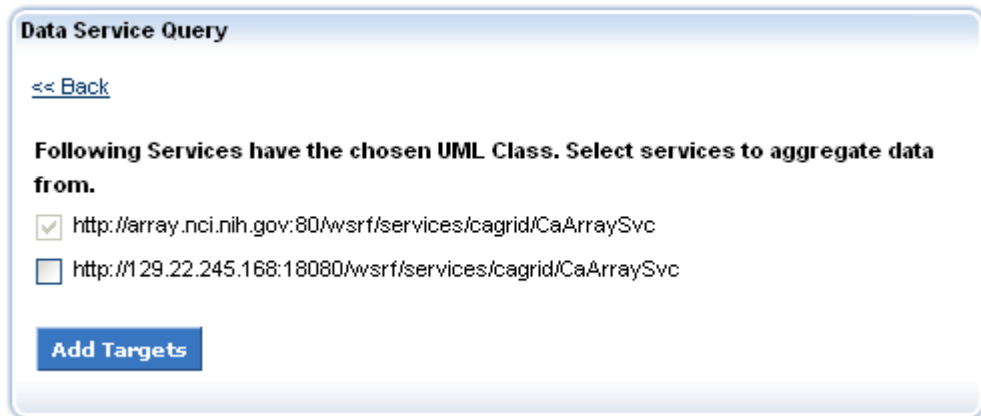 Data Service Query
<< Back
Following Services have the chosen UML Class. Select services to aggregate data
from.
http://array.nci.nih.gov:80/wsrf/services/cagrid/CaArraySvc
http://129.22.245.168:18080/wsrf/services/cagrid/CaArraySvc
Add Targets